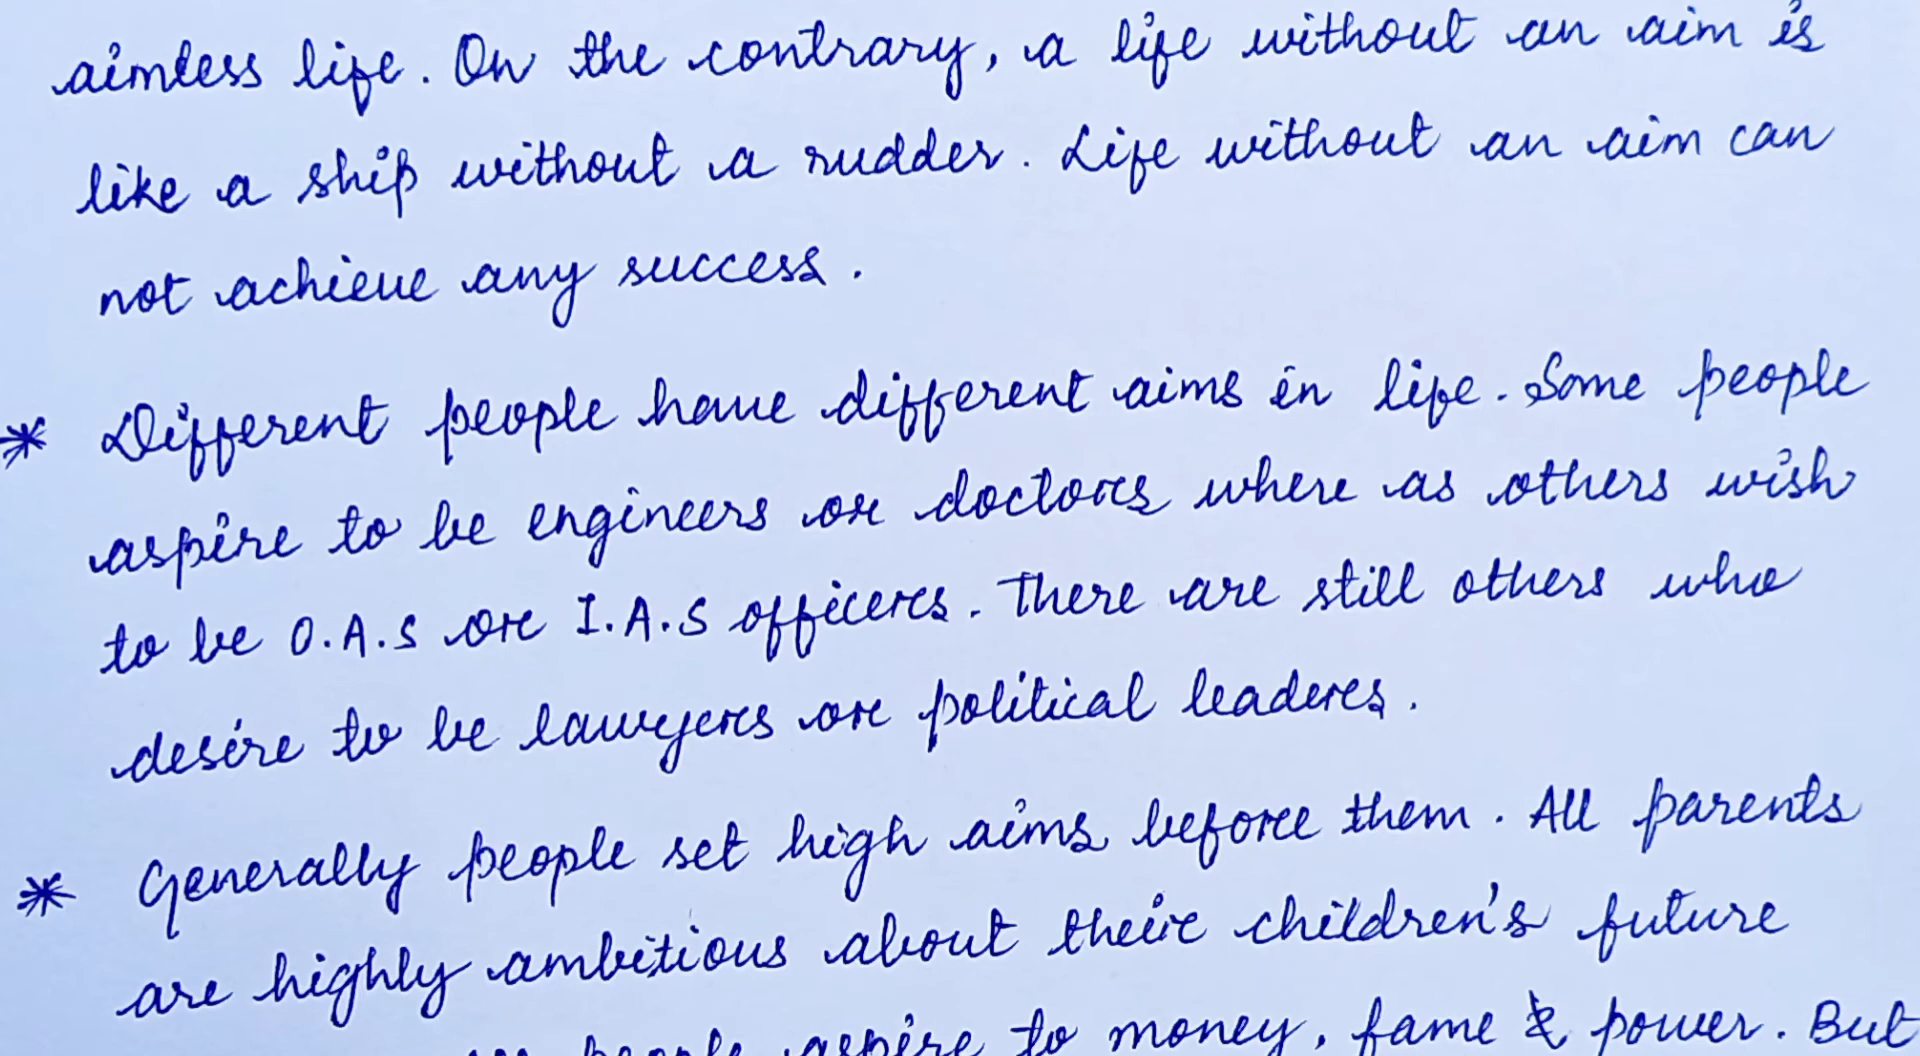 aimless life. On the contrary, a life without an aim is
like a ship without a rudder. Life without an aim can
not achieve any success.
* Different people have different aims in life. Some people
aspire to be engineers or doctors where as others wish
to be O.A.S or I.A.S officers. There are still others who
desire to be lawyers or political leaders.
* Generally people set high aims before them. All parents
are highly ambitious about their children's future
people aspire to money, fame & power. But